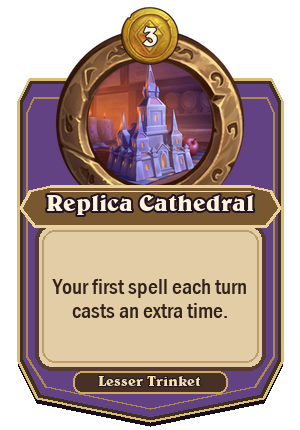 3
Replica Cathedral
Your first spell each turn
casts an extra time.
Lesser Trinket